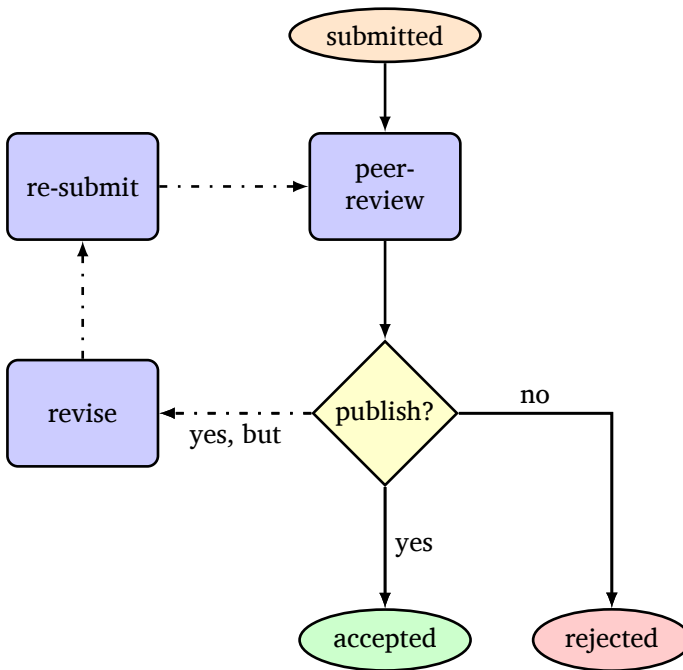 submitted
re-submit
peer-
review
revise
publish?
no
yes, but
yes
accepted
rejected